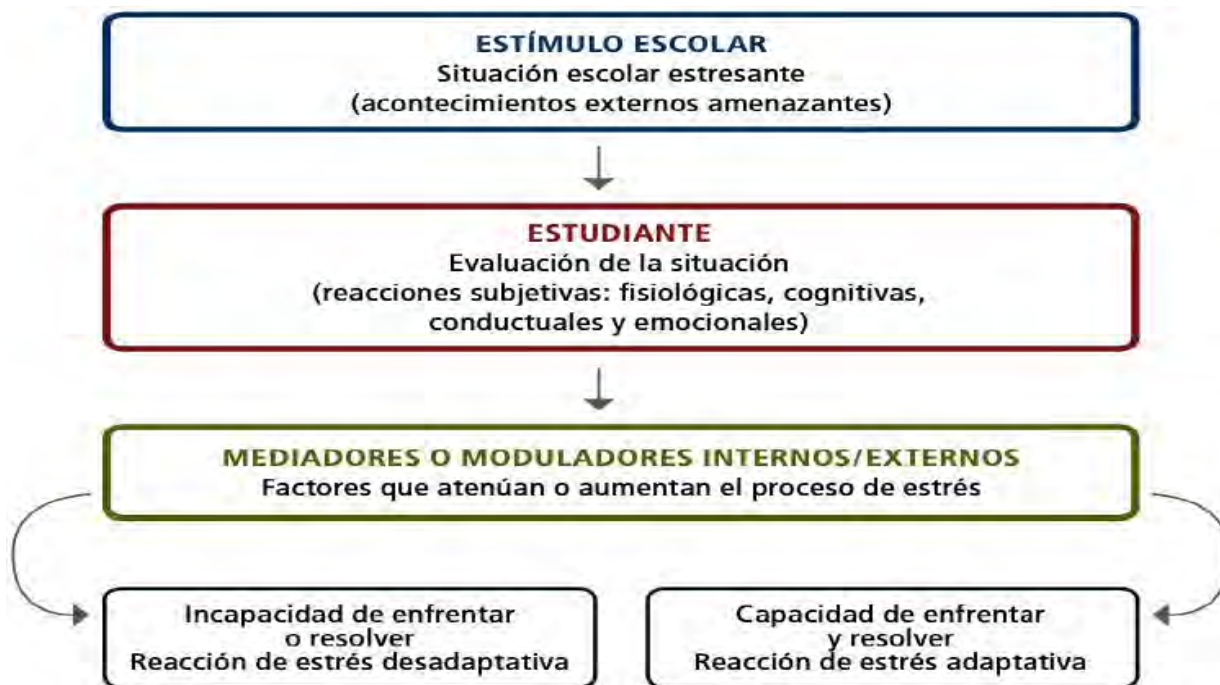 ESTÍMULO ESCOLAR
Situación escolar estresante
(acontecimientos externos amenazantes)
ESTUDIANTE
Evaluación de la situación
(reacciones subjetivas: fisiológicas, cognitivas,
conductuales y emocionales)
MEDIADORES O MODULADORES INTERNOS/EXTERNOS
Factores que atenúan o aumentan el proceso de estrés
Incapacidad de enfrentar
o resolver
Reacción de estrés desadaptativa
Capacidad de enfrentar
y resolver
Reacción de estrés adaptativa